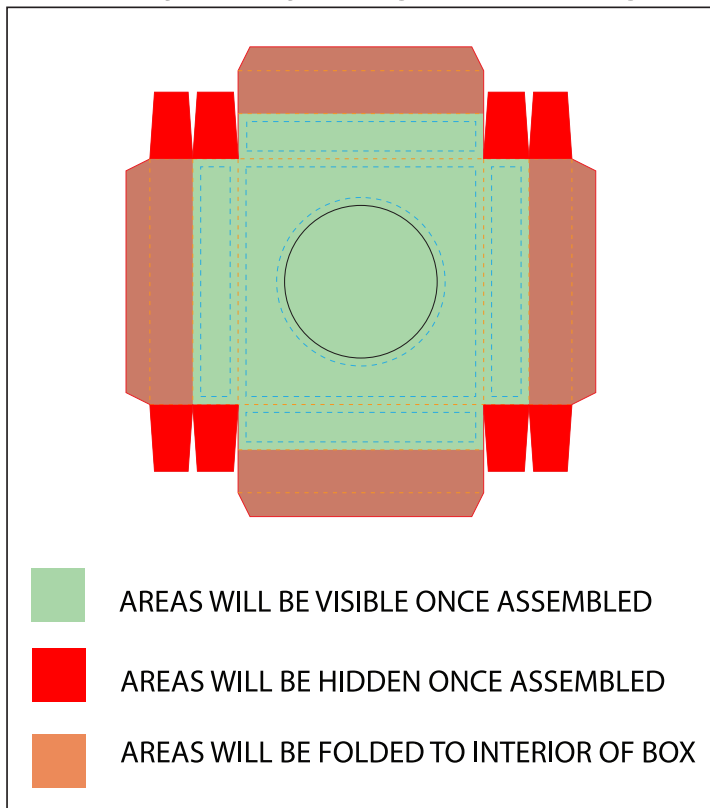 AREAS WILL BE VISIBLE ONCE ASSEMBLED
AREAS WILL BE HIDDEN ONCE ASSEMBLED
AREAS WILL BE FOLDED TO INTERIOR OF BOX